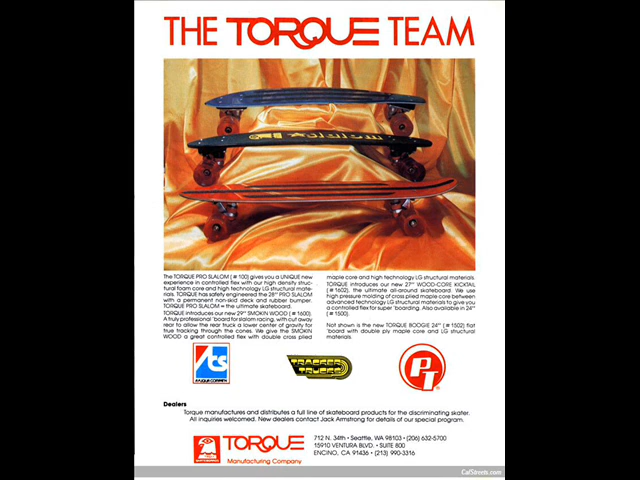 THE TORQUE TEAM
slalom
The TORQUE PRO SLALOM (#100) gives you a UNIQUE new
experience in controlled flex with our high density struc-
tural foam core and high technology LG structural mate-
rials. TORQUE has safety engineered the 28" PRO SLALOM
with a permanent non-skid deck and rubber bumper.
TORQUE PRO SLALOM = the ultimate skateboard.
TORQUE introduces our new 29" SMOKIN WOOD (#1600).
A truly professional 'board for slalom racing, with cut away
rear to allow the rear truck a lower center of gravity for
true tracking through the cones. We give the SMOKIN
WOOD a great controlled flex with double cross plied
maple core and high technology LG structural materials.
TORQUE introduces our new 27" WOOD-CORE KICKTAIL
(#1602), the ultimate all-around skateboard. We use
high pressure molding of cross plied maple core between
advanced technology LG structural materials to give you
a controlled flex for super 'boarding. Also available in 24"
(#1500).
Not shown is the new TORQUE BOOGIE 24" (#1502) flat
'board with double ply maple core and LG structural
materials.
TRACKER
TRUCKS
Dealers
Torque manufactures and distributes a full line of skateboard products for the discriminating skater.
All inquiries welcomed. New dealers contact Jack Armstrong for details of our special program.
TORQUE
Manufacturing Company
712 N. 34th • Seattle, WA 98103 • (206) 632-5700
15910 VENTURA BLVD. • SUITE 800
ENCINO, CA 91436 • (213) 990-3316
CalStreets.com